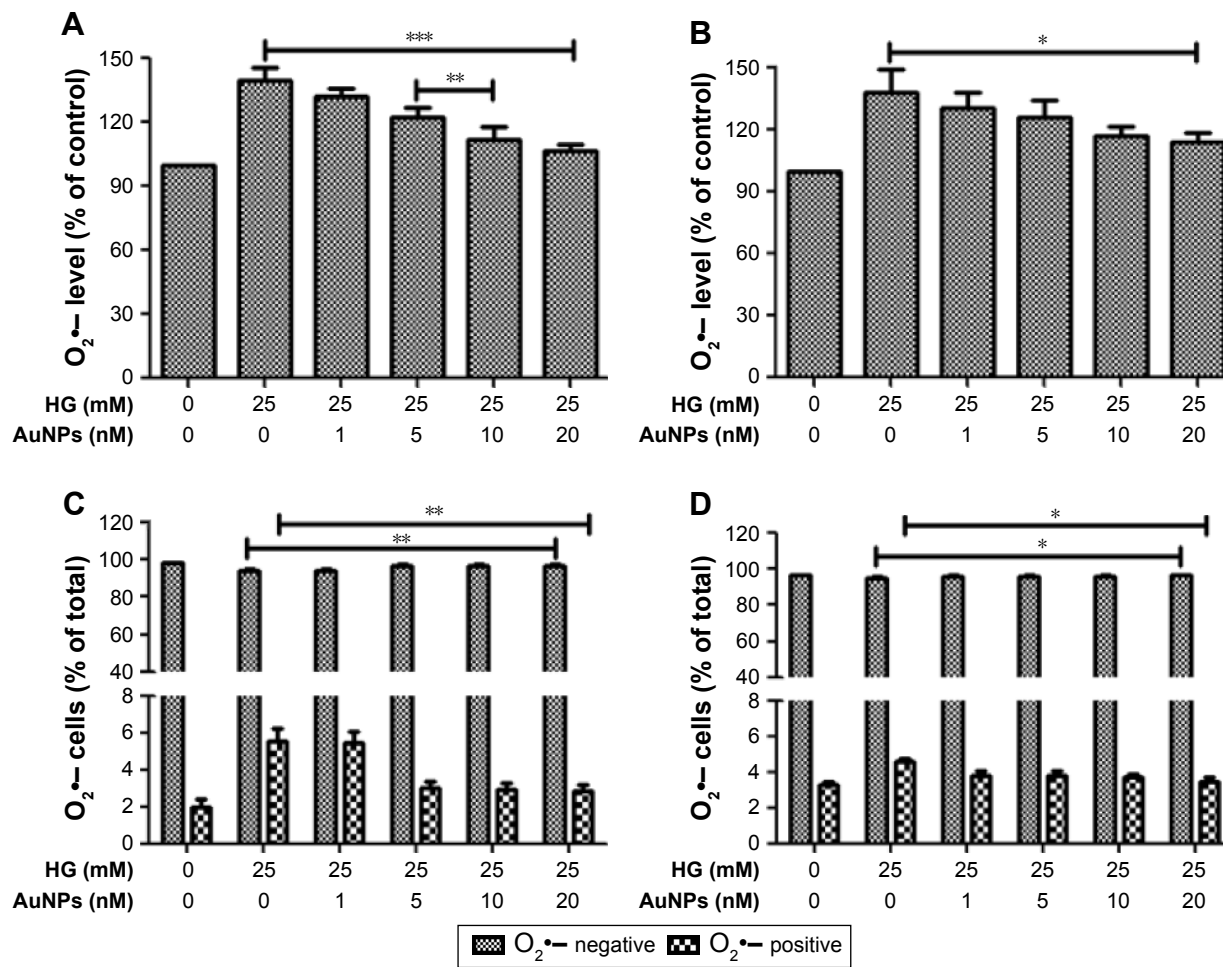 A
O₂•– level (% of control)
150
120
90
60
30
0
***
**
HG (mM) 0 25 25 25 25 25
AuNPs (nM) 0 0 1 5 10 20
B
O₂•– level (% of control)
150
120
90
60
30
0
*
HG (mM) 0 25 25 25 25 25
AuNPs (nM) 0 0 1 5 10 20
C
O₂•– cells (% of total)
120
100
80
60
40
8
6
4
2
0
**
**
HG (mM) 0 25 25 25 25 25
AuNPs (nM) 0 0 1 5 10 20
D
O₂•– cells (% of total)
120
100
80
60
40
8
6
4
2
0
*
*
HG (mM) 0 25 25 25 25 25
AuNPs (nM) 0 0 1 5 10 20
O₂•– negative O₂•– positive